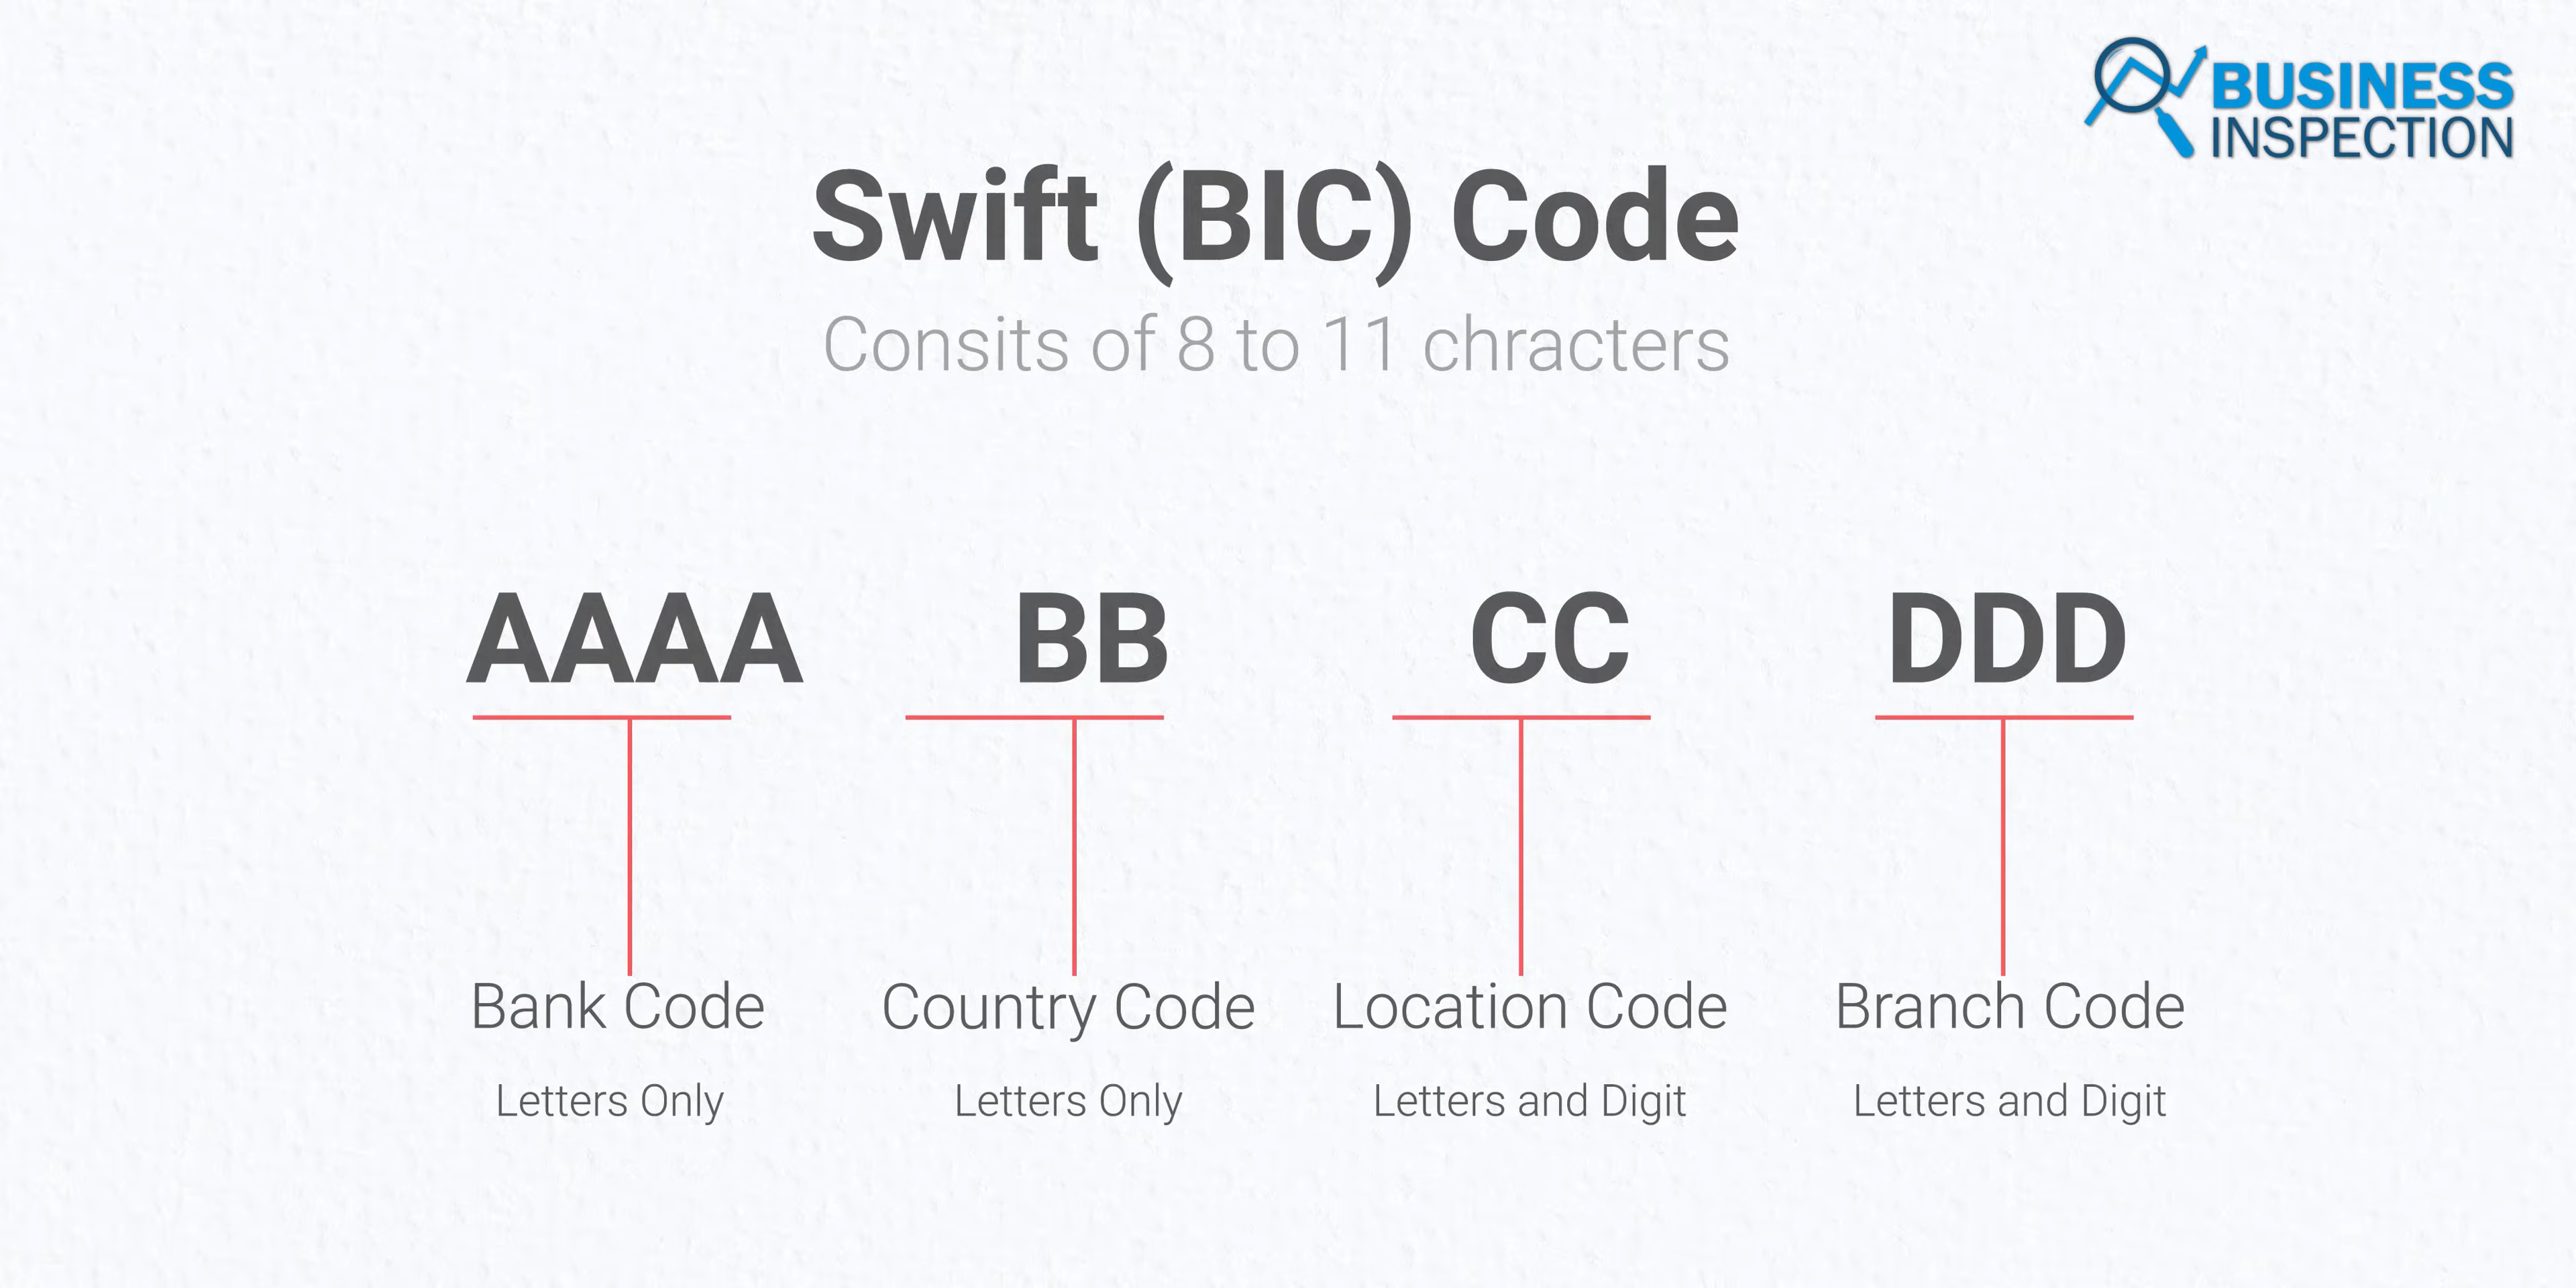 BUSINESS
INSPECTION
Swift (BIC) Code
Consits of 8 to 11 chracters
AAAA BB CC DDD
Bank Code Country Code Location Code Branch Code
Letters Only Letters Only Letters and Digit Letters and Digit